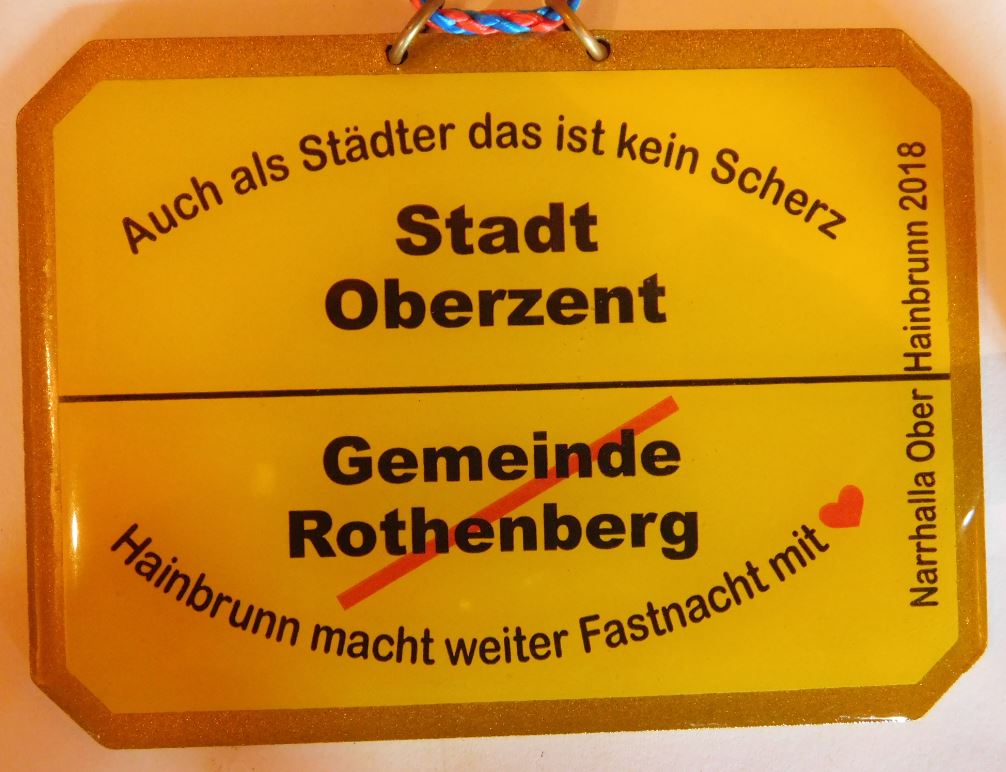 Auch als Städter das ist kein Scherz
Stadt
Oberzent
Gemeinde
Rothenberg
Hainbrunn macht weiter Fastnacht mit
Narrhalla Ober Hainbrunn 2018